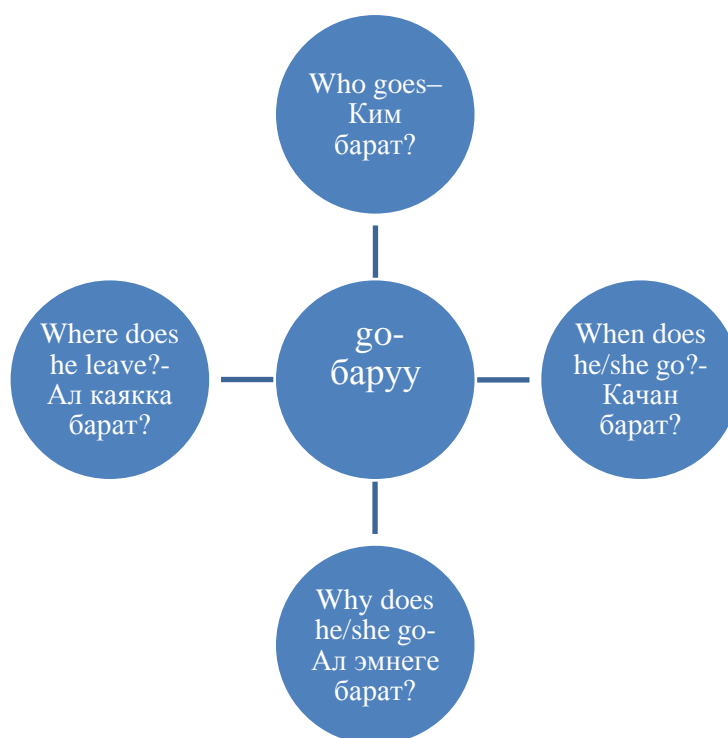 Who goes–
Ким
барат?
Where does
he leave?-
Ал каякка
барат?
go-
баруу
When does
he/she go?-
Качан
барат?
Why does
he/she go-
Ал эмнеге
барат?